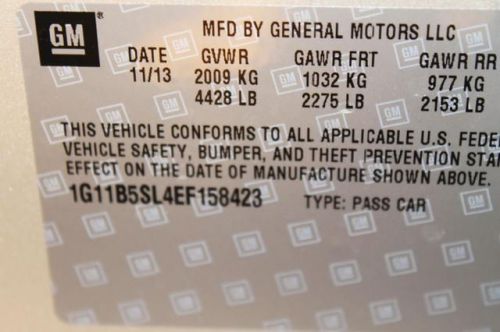 GM
MFD BY GENERAL MOTORS LLC
DATE GVWR GAWR FRT GAWR RR
11/13 2009 KG 1032 KG 977 KG
4428 LB 2275 LB 2153 LB
THIS VEHICLE CONFORMS TO ALL APPLICABLE U.S. FEDE
VEHICLE SAFETY, BUMPER, AND THEFT PREVENTION STA
EFFECT ON THE DATE OF MANUFACTURE SHOWN ABOVE.
1G11B5SL4EF158423 TYPE: PASS CAR